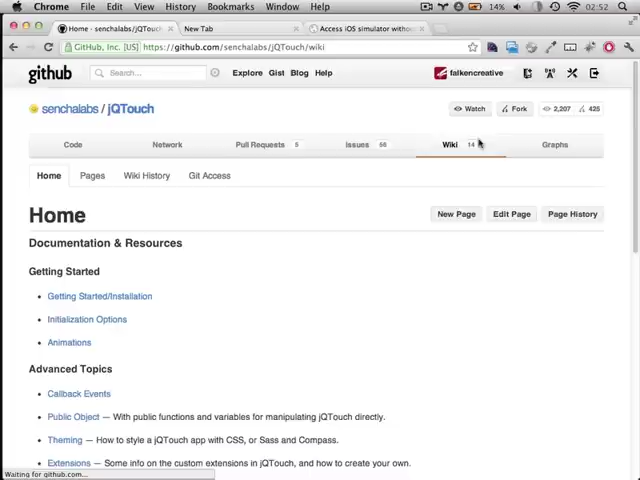 Chrome File Edit View History Bookmarks Window Help 14% 02:52
Home · senchalabs/jQTouch New Tab Access iOS simulator withou
GitHub, Inc. [US] https://github.com/senchalabs/jQTouch/wiki
github Search... Explore Gist Blog Help falkencreative
senchalabs / jQTouch Watch Fork 2,207 425
Code Network Pull Requests 5 Issues 56 Wiki 14 Graphs
Home Pages Wiki History Git Access
Home New Page Edit Page Page History
Documentation & Resources
Getting Started
• Getting Started/Installation
• Initialization Options
• Animations
Advanced Topics
• Callback Events
• Public Object — With public functions and variables for manipulating jQTouch directly.
• Theming — How to style a jQTouch app with CSS, or Sass and Compass.
• Extensions — Some info on the custom extensions in jQTouch, and how to create your own.
Waiting for github.com...